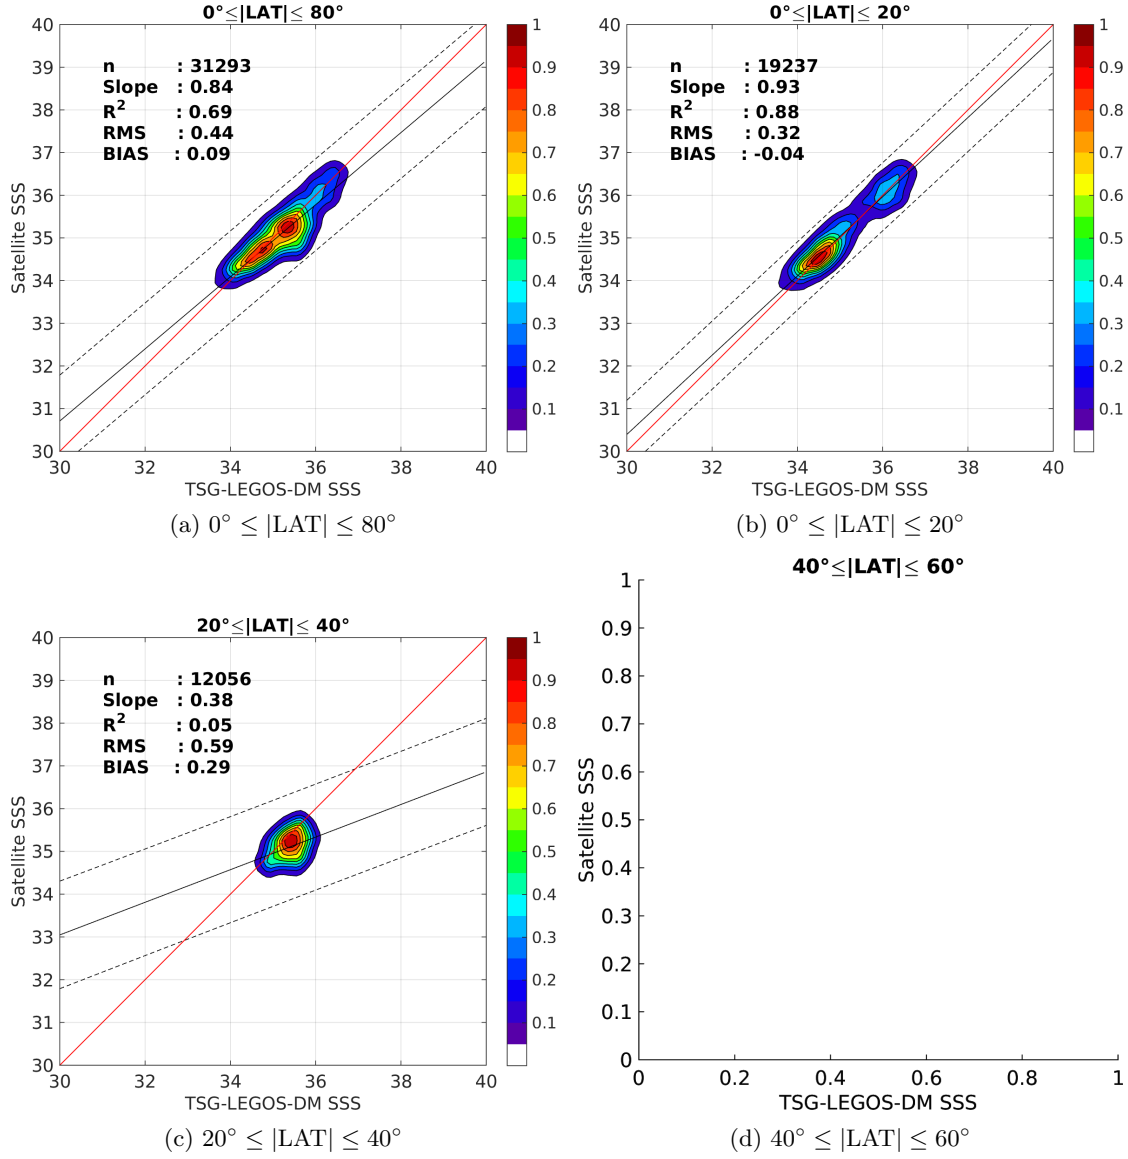 0°≤|LAT|≤ 80°
n : 31293
Slope : 0.84
R2 : 0.69
RMS : 0.44
BIAS : 0.09
40
39
38
37
36
35
34
33
32
31
30
30 32 34 36 38 40
Satellite SSS
TSG-LEGOS-DM SSS
1
0.9
0.8
0.7
0.6
0.5
0.4
0.3
0.2
0.1
(a) 0° ≤ |LAT| ≤ 80°
0°≤|LAT|≤ 20°
n : 19237
Slope : 0.93
R2 : 0.88
RMS : 0.32
BIAS : -0.04
40
39
38
37
36
35
34
33
32
31
30
30 32 34 36 38 40
Satellite SSS
TSG-LEGOS-DM SSS
1
0.9
0.8
0.7
0.6
0.5
0.4
0.3
0.2
0.1
(b) 0° ≤ |LAT| ≤ 20°
20°≤|LAT|≤ 40°
n : 12056
Slope : 0.38
R2 : 0.05
RMS : 0.59
BIAS : 0.29
40
39
38
37
36
35
34
33
32
31
30
30 32 34 36 38 40
Satellite SSS
TSG-LEGOS-DM SSS
1
0.9
0.8
0.7
0.6
0.5
0.4
0.3
0.2
0.1
(c) 20° ≤ |LAT| ≤ 40°
40°≤|LAT|≤ 60°
1
0.9
0.8
0.7
0.6
0.5
0.4
0.3
0.2
0.1
0
0 0.2 0.4 0.6 0.8 1
Satellite SSS
TSG-LEGOS-DM SSS
(d) 40° ≤ |LAT| ≤ 60°